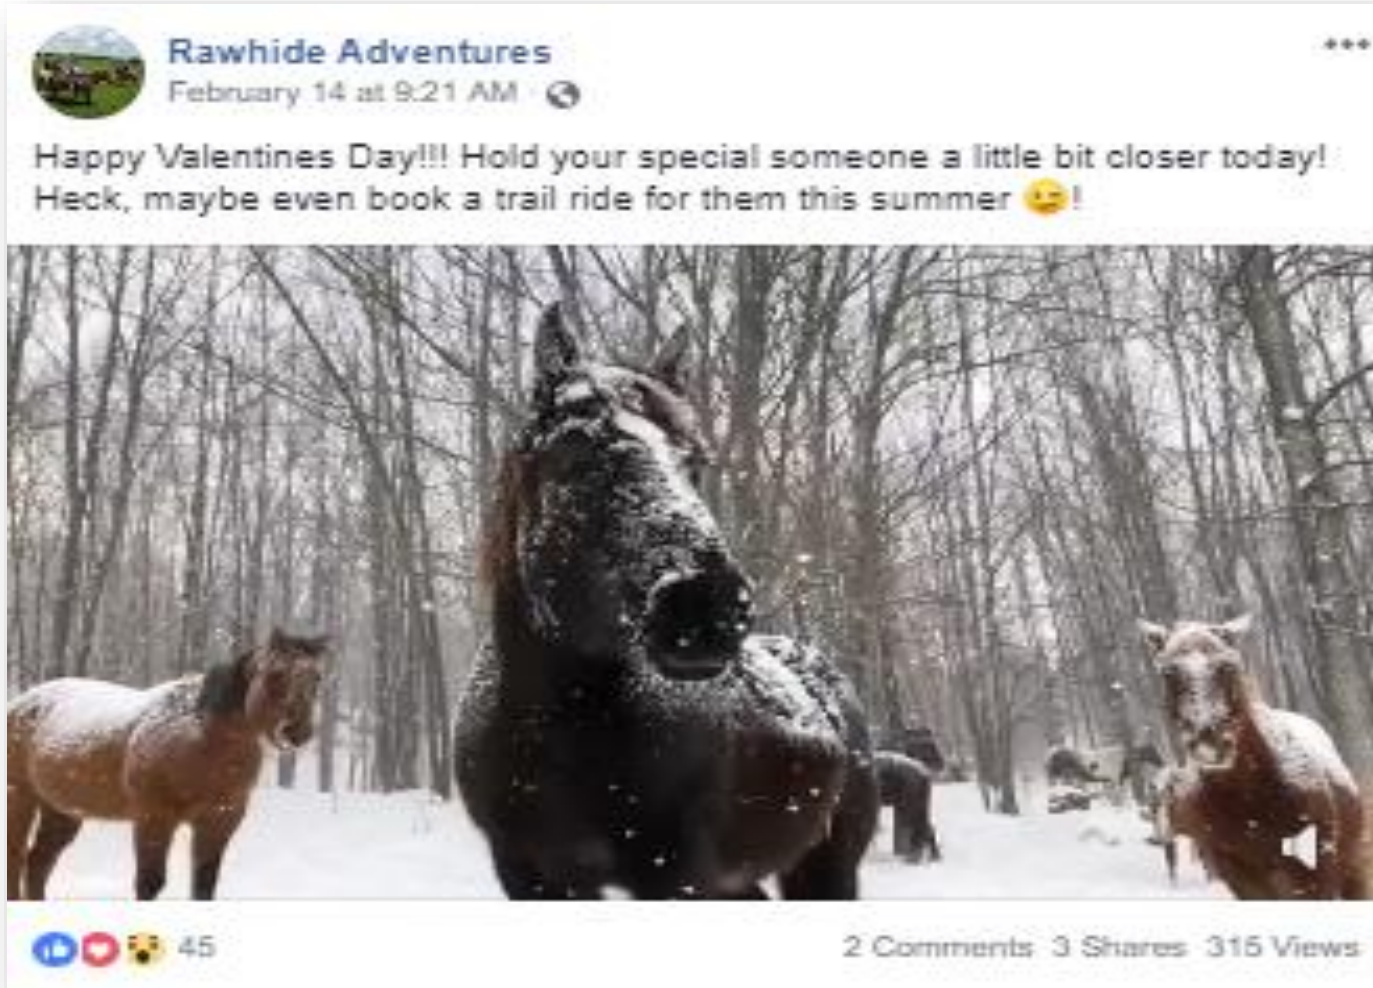 Rawhide Adventures
February 14 at 9:21 AM
Happy Valentines Day!!! Hold your special someone a little bit closer today!
Heck, maybe even book a trail ride for them this summer 😉!
45
2 Comments 3 Shares 315 Views